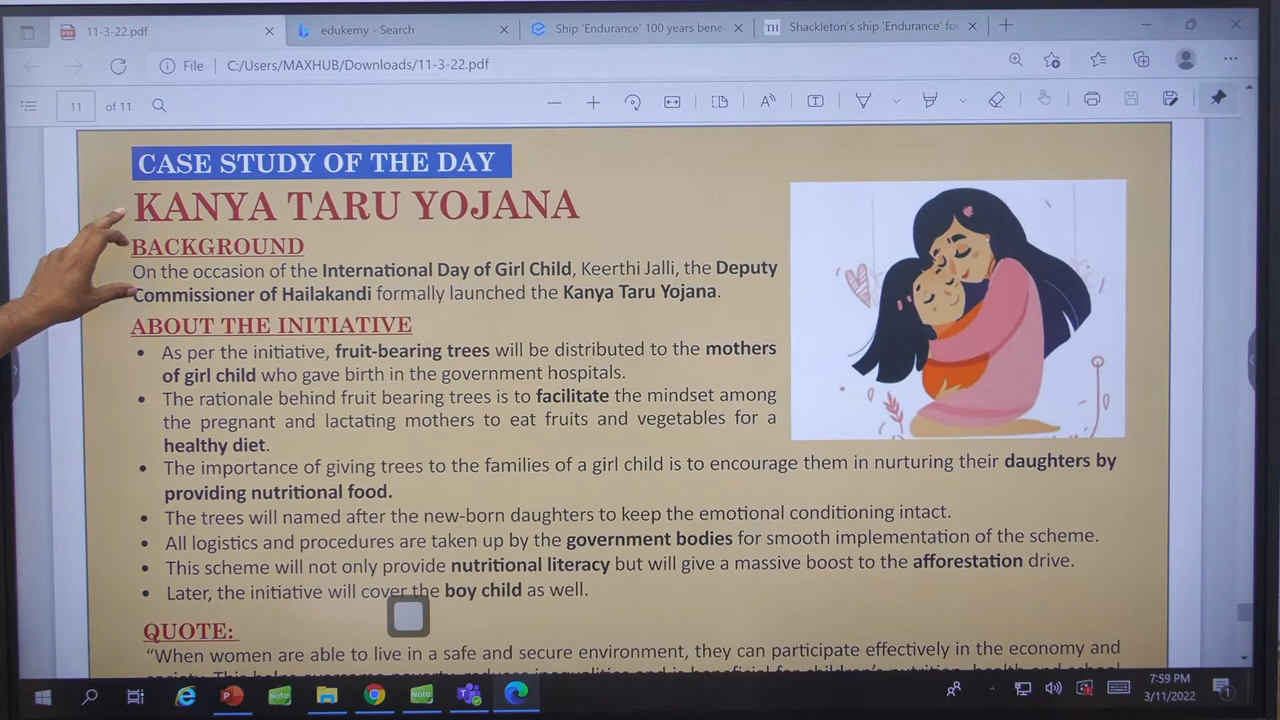 11-3-22.pdf
edukemy - Search
Ship 'Endurance' 100 years bene
TH Shackleton's ship 'Endurance' fo
File C:/Users/MAXHUB/Downloads/11-3-22.pdf
11 of 11
CASE STUDY OF THE DAY
KANYA TARU YOJANA
BACKGROUND
On the occasion of the International Day of Girl Child, Keerthi Jalli, the Deputy
Commissioner of Hailakandi formally launched the Kanya Taru Yojana.
ABOUT THE INITIATIVE
• As per the initiative, fruit-bearing trees will be distributed to the mothers
of girl child who gave birth in the government hospitals.
• The rationale behind fruit bearing trees is to facilitate the mindset among
the pregnant and lactating mothers to eat fruits and vegetables for a
healthy diet.
• The importance of giving trees to the families of a girl child is to encourage them in nurturing their daughters by
providing nutritional food.
• The trees will named after the new-born daughters to keep the emotional conditioning intact.
• All logistics and procedures are taken up by the government bodies for smooth implementation of the scheme.
• This scheme will not only provide nutritional literacy but will give a massive boost to the afforestation drive.
• Later, the initiative will cover the boy child as well.
QUOTE:
“When women are able to live in a safe and secure environment, they can participate effectively in the economy and
Note
Note
7:59 PM
3/11/2022